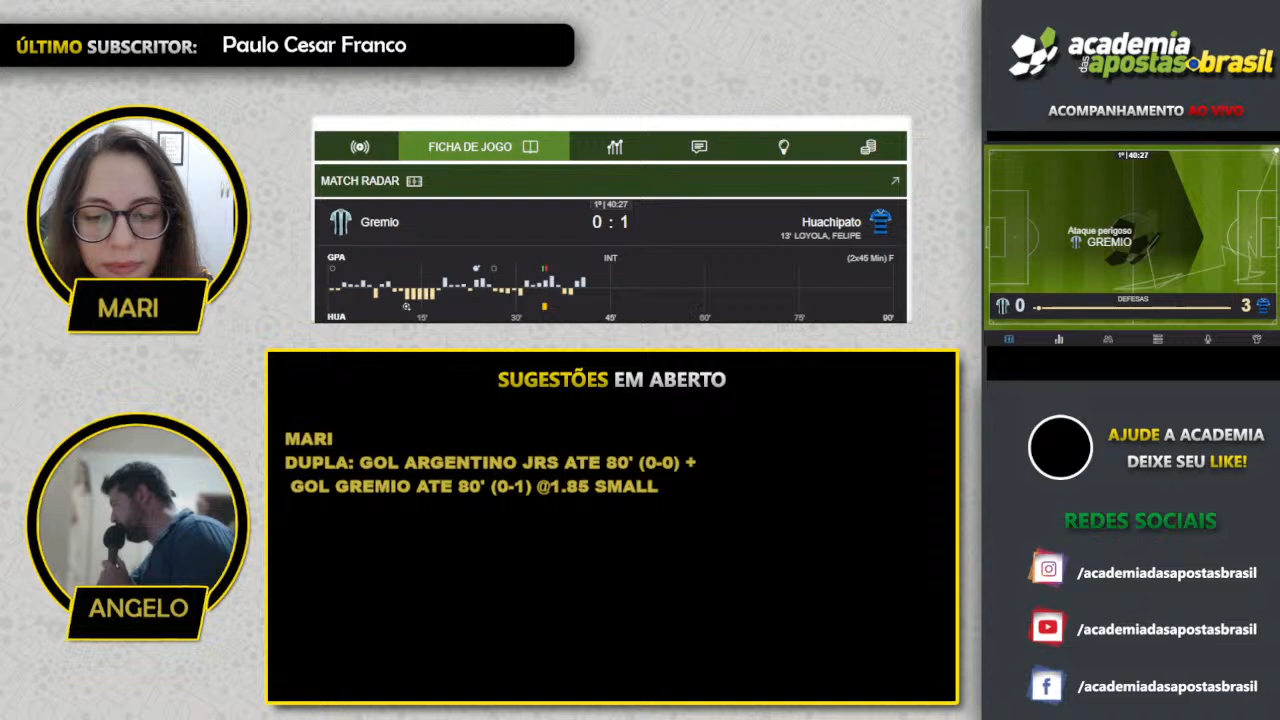 ÚLTIMO SUBSCRITOR: Paulo Cesar Franco
MARI
FICHA DE JOGO
MATCH RADAR
1º | 40:27
Gremio 0 : 1 Huachipato
13' LOYOLA, FELIPE
GPA INT (2x45 Min) F
HUA 15' 30' 45' 60' 75' 90'
SUGESTÕES EM ABERTO
MARI
DUPLA: GOL ARGENTINO JRS ATE 80' (0-0) +
GOL GREMIO ATE 80' (0-1) @1.85 SMALL
ANGELO
academia
das apostas brasil
ACOMPANHAMENTO AO VIVO
1º | 40:27
Ataque perigoso
GREMIO
DEFESAS
0 3
AJUDE A ACADEMIA
DEIXE SEU LIKE!
REDES SOCIAIS
/academiadasapostasbrasil
/academiadasapostasbrasil
/academiadasapostasbrasil